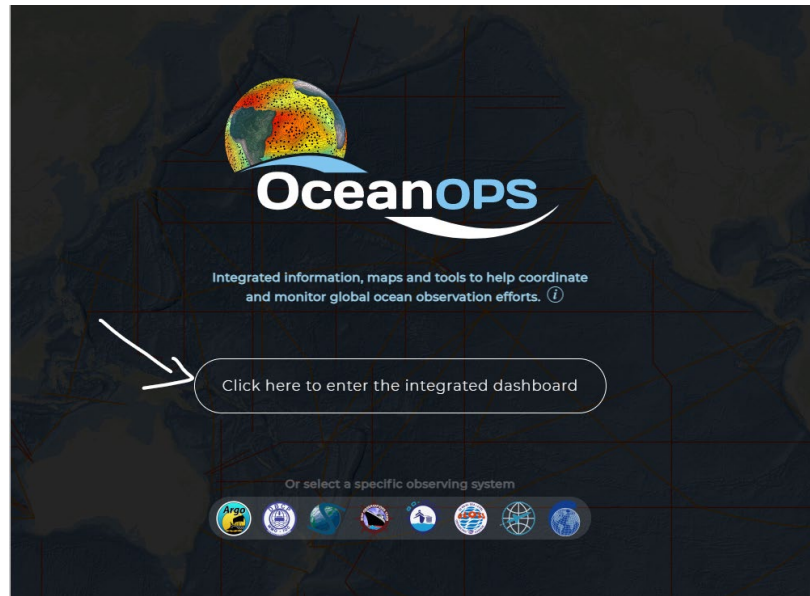 OceanOPS
Integrated information, maps and tools to help coordinate
and monitor global ocean observation efforts. i
Click here to enter the integrated dashboard
Or select a specific observing system
Argo